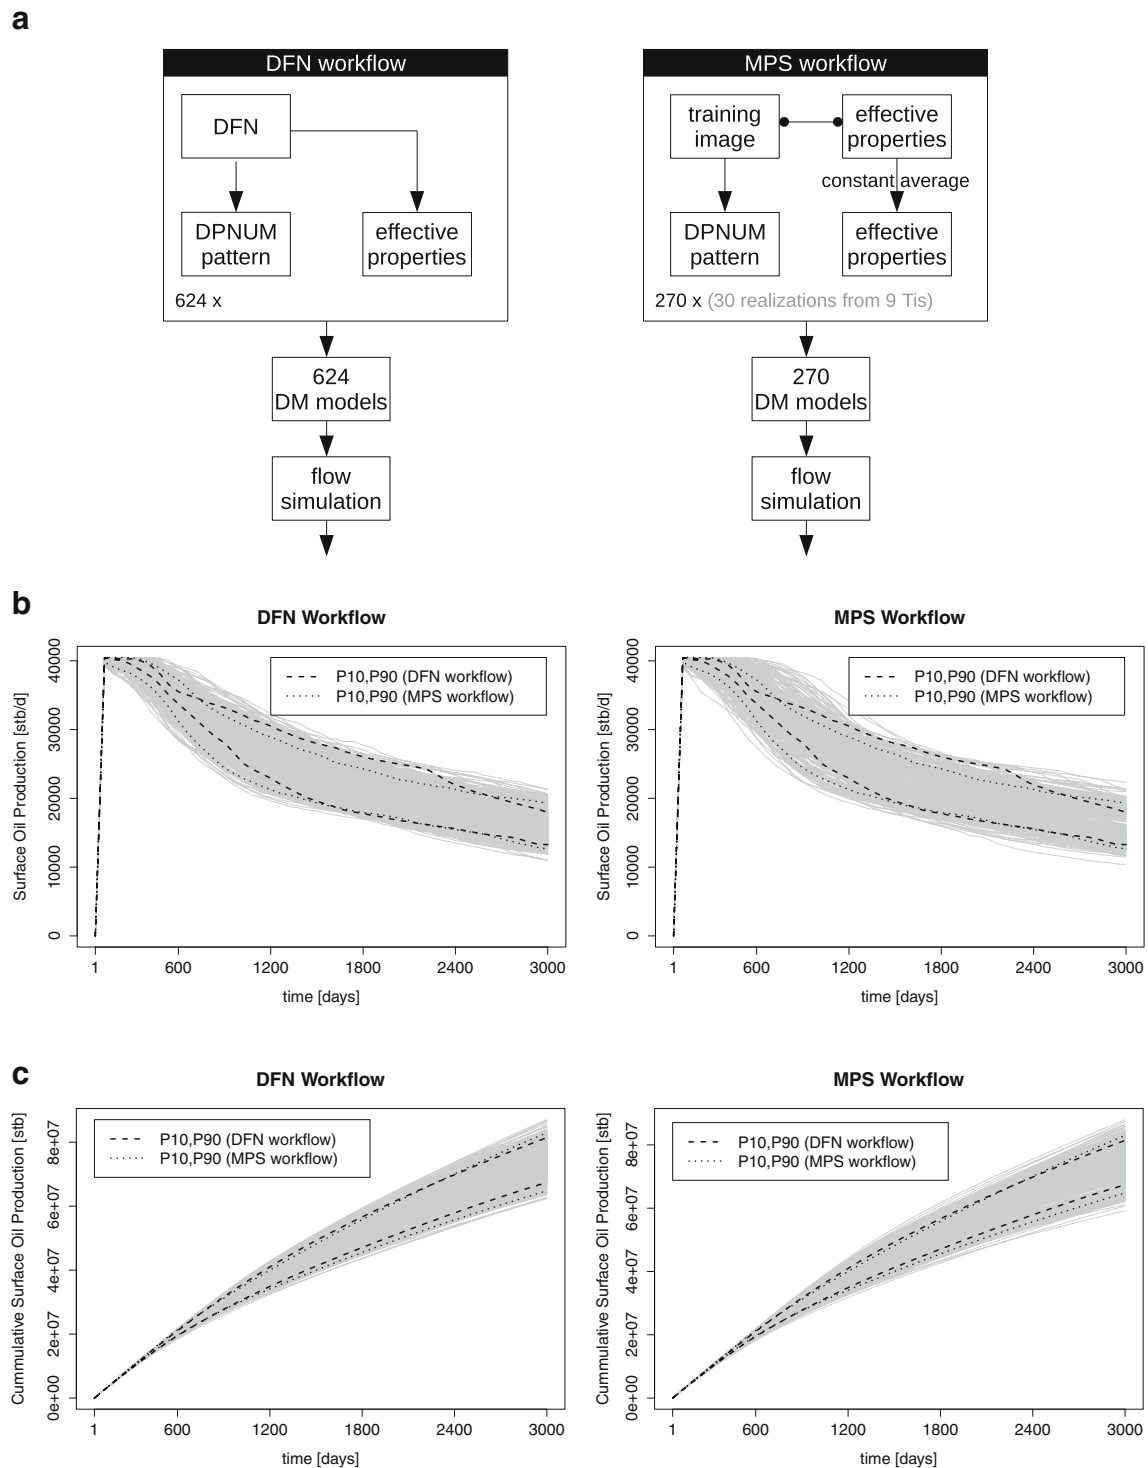 a
DFN workflow
DFN
DPNUM
pattern
effective
properties
624 x
624
DM models
flow
simulation
MPS workflow
training
image
effective
properties
constant average
DPNUM
pattern
effective
properties
270 x (30 realizations from 9 Tis)
270
DM models
flow
simulation
b
DFN Workflow
P10,P90 (DFN workflow)
P10,P90 (MPS workflow)
Surface Oil Production [stb/d]
40000
30000
20000
10000
0
1 600 1200 1800 2400 3000
time [days]
MPS Workflow
P10,P90 (DFN workflow)
P10,P90 (MPS workflow)
Surface Oil Production [stb/d]
40000
30000
20000
10000
0
1 600 1200 1800 2400 3000
time [days]
c
DFN Workflow
P10,P90 (DFN workflow)
P10,P90 (MPS workflow)
Cummulative Surface Oil Production [stb]
8e+07
6e+07
4e+07
2e+07
0e+00
1 600 1200 1800 2400 3000
time [days]
MPS Workflow
P10,P90 (DFN workflow)
P10,P90 (MPS workflow)
Cummulative Surface Oil Production [stb]
8e+07
6e+07
4e+07
2e+07
0e+00
1 600 1200 1800 2400 3000
time [days]